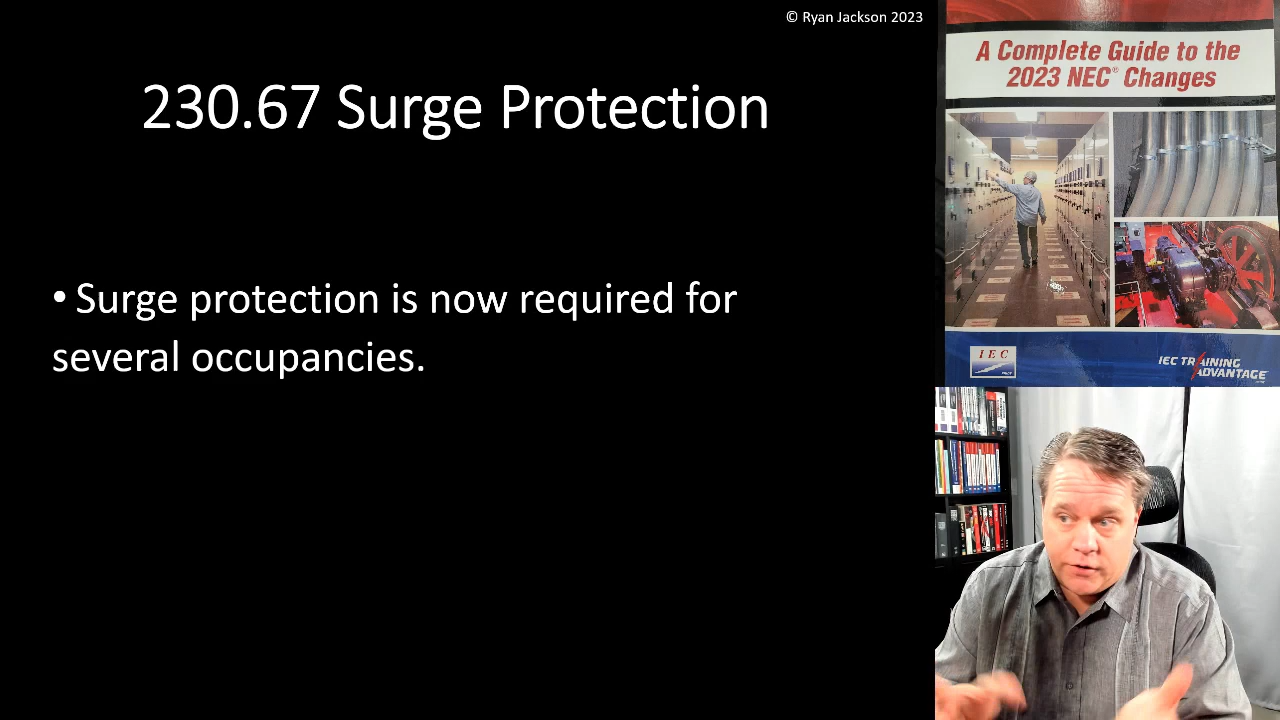 © Ryan Jackson 2023
230.67 Surge Protection
• Surge protection is now required for
several occupancies.
A Complete Guide to the
2023 NEC® Changes
IEC
IEC TRAINING
ADVANTAGE